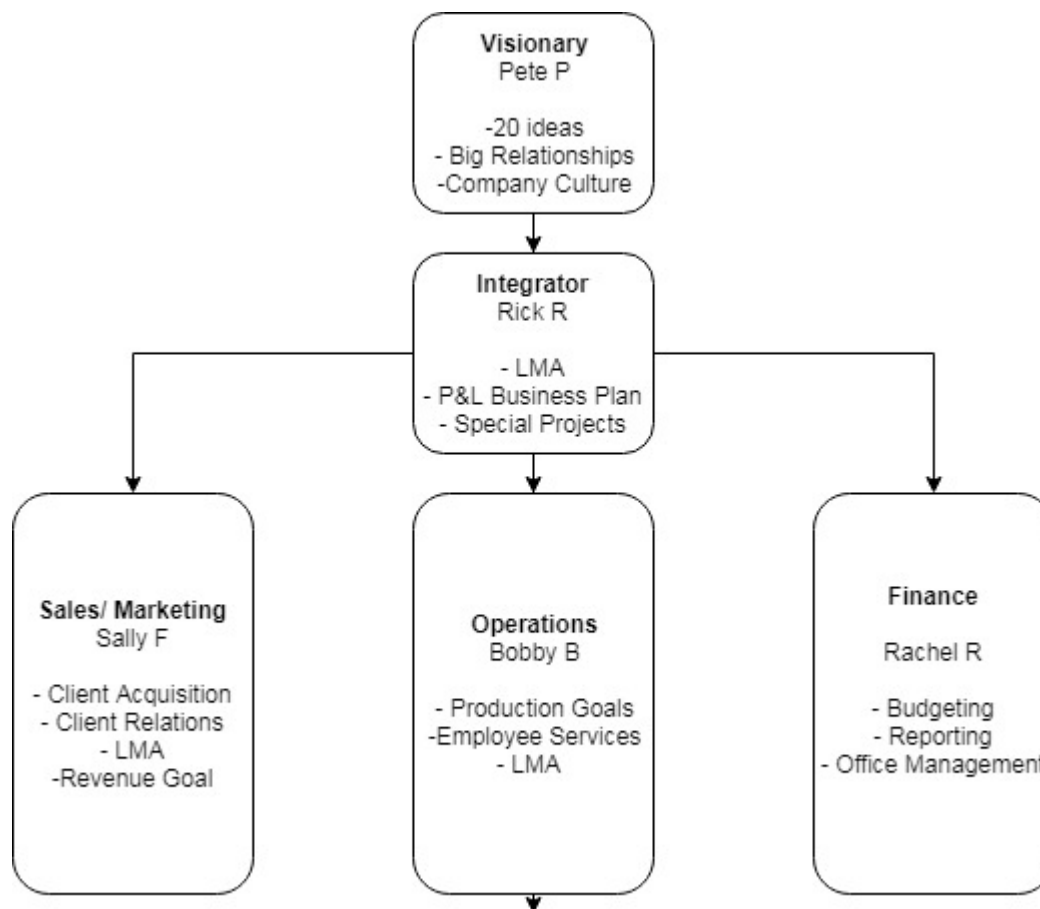 Visionary
Pete P
-20 ideas
- Big Relationships
-Company Culture
Integrator
Rick R
- LMA
- P&L Business Plan
- Special Projects
Sales/ Marketing
Sally F
- Client Acquisition
- Client Relations
- LMA
-Revenue Goal
Operations
Bobby B
- Production Goals
-Employee Services
- LMA
Finance
Rachel R
- Budgeting
- Reporting
- Office Management